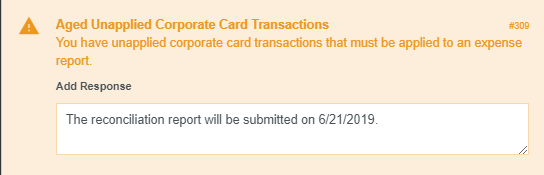 Aged Unapplied Corporate Card Transactions #309
You have unapplied corporate card transactions that must be applied to an expense
report.
Add Response
The reconciliation report will be submitted on 6/21/2019.